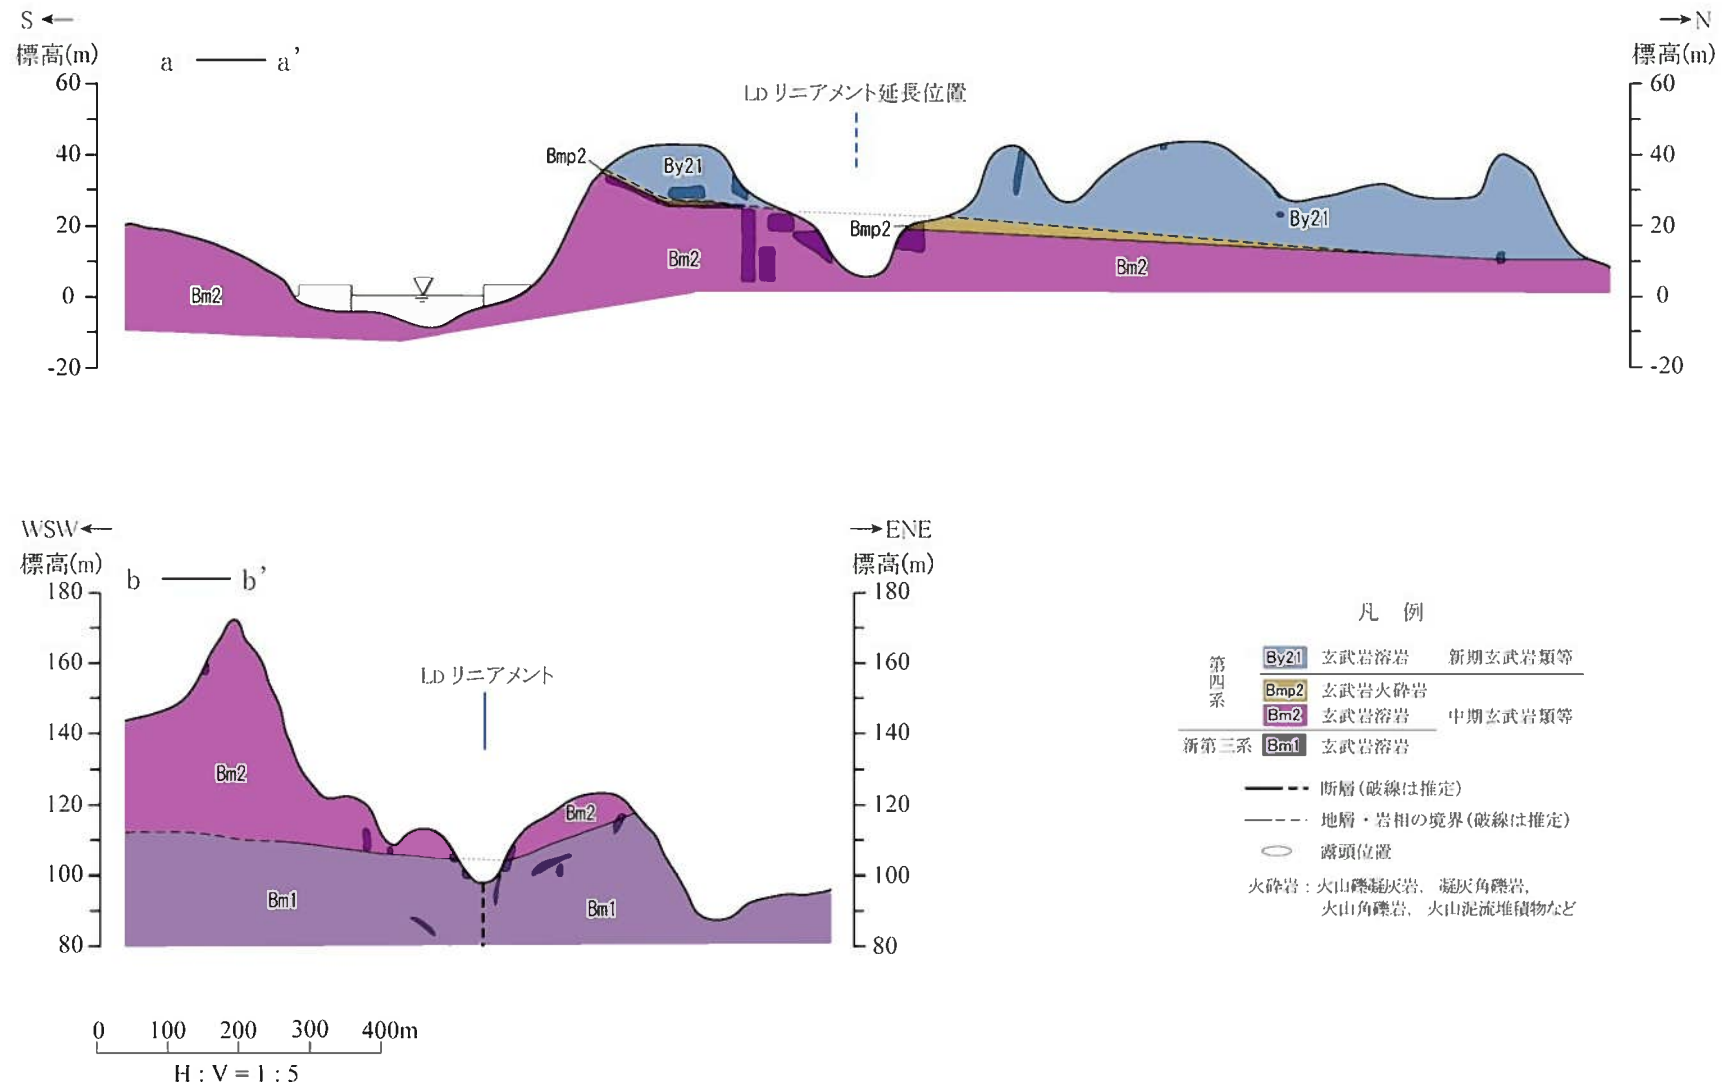 S ← → N
標高(m) 標高(m)
a — a'
LD リニアメント延長位置
60 60
40 40
20 20
0 0
-20 -20
Bmp2
By21
Bmp2
By21
Bm2
Bm2
Bm2
WSW ← → ENE
標高(m) 標高(m)
b — b'
180 180
160 160
140 140
120 120
100 100
80 80
LD リニアメント
Bm2
Bm2
Bm1
Bm1
0 100 200 300 400m
H : V = 1 : 5
凡 例
第四系
By21 玄武岩溶岩 新期玄武岩類等
Bmp2 玄武岩火砕岩
Bm2 玄武岩溶岩 中期玄武岩類等
新第三系 Bm1 玄武岩溶岩
断層(破線は推定)
地層・岩相の境界(破線は推定)
露頭位置
火砕岩：火山礫凝灰岩， 凝灰角礫岩，
火山角礫岩， 火山泥流堆積物など